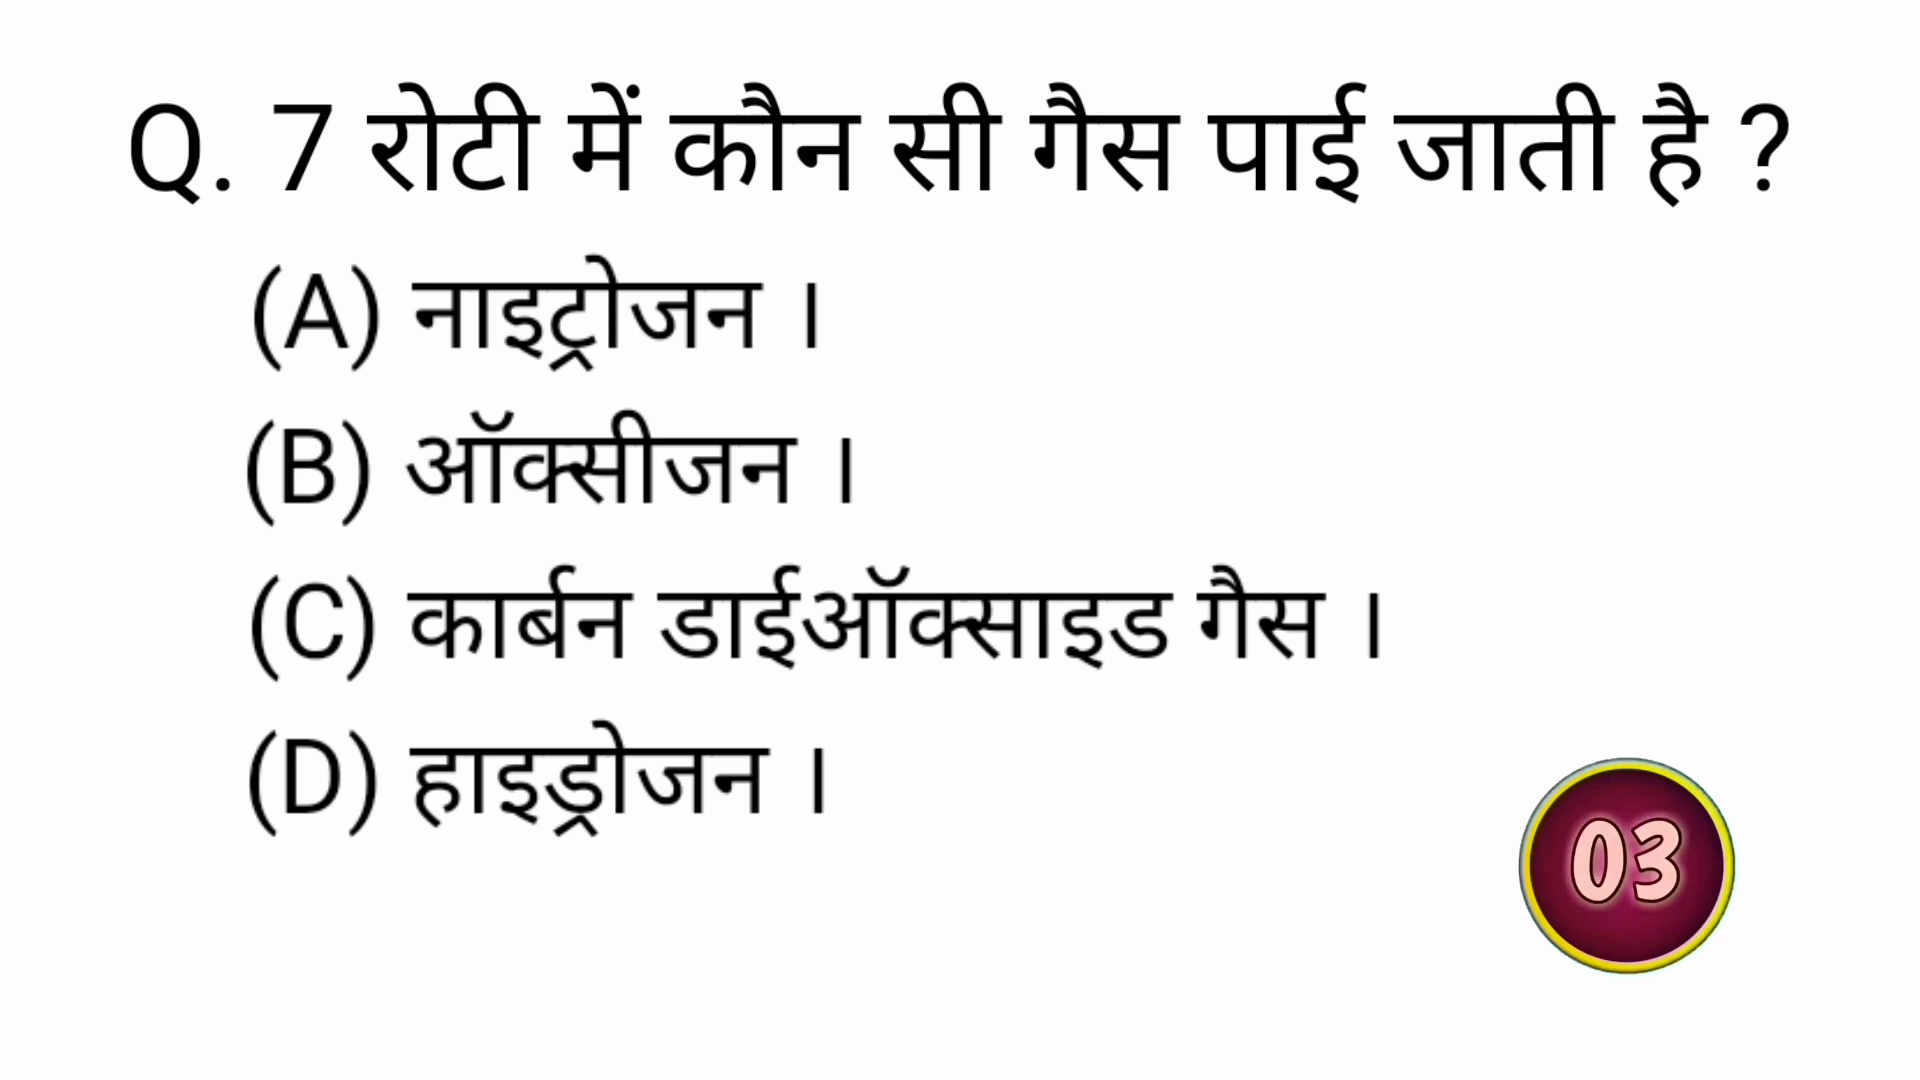 Q. 7 रोटी में कौन सी गैस पाई जाती है ?
(A) नाइट्रोजन ।
(B) ऑक्सीजन ।
(C) कार्बन डाईऑक्साइड गैस ।
(D) हाइड्रोजन ।
03